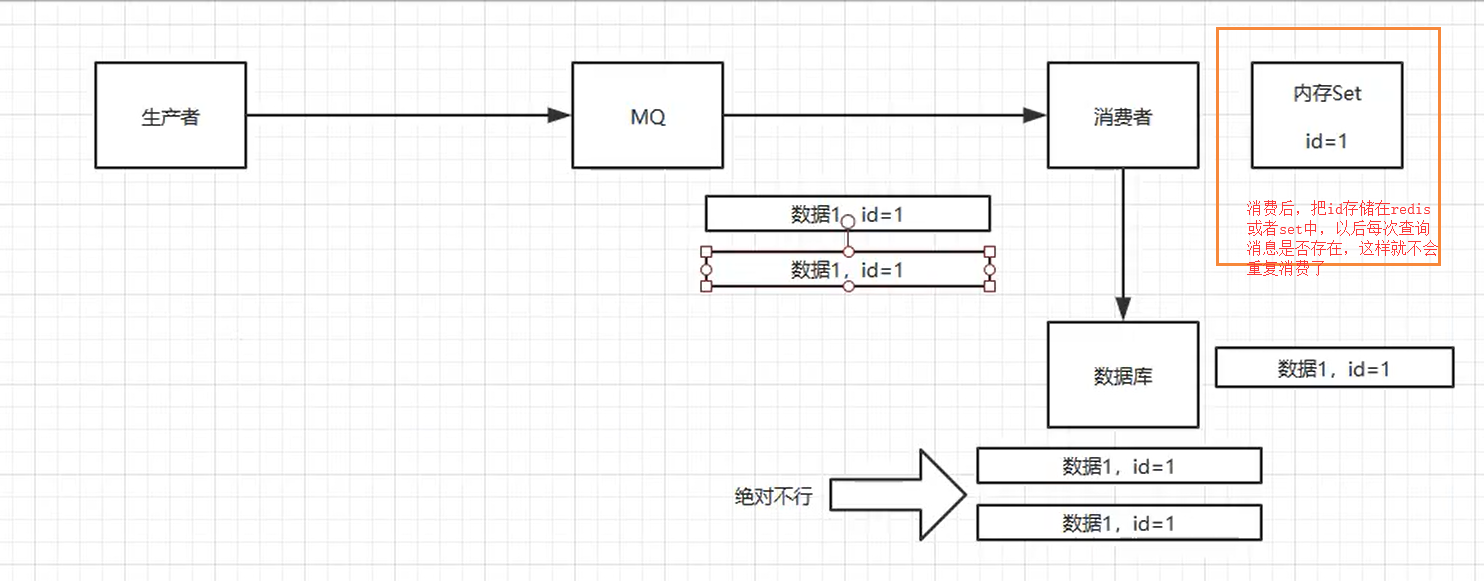 生产者
MQ
消费者
内存Set
id=1
消费后，把id存储在redis
或者set中，以后每次查询
消息是否存在，这样就不会
重复消费了
数据1，id=1
数据1，id=1
数据库
数据1，id=1
绝对不行
数据1，id=1
数据1，id=1